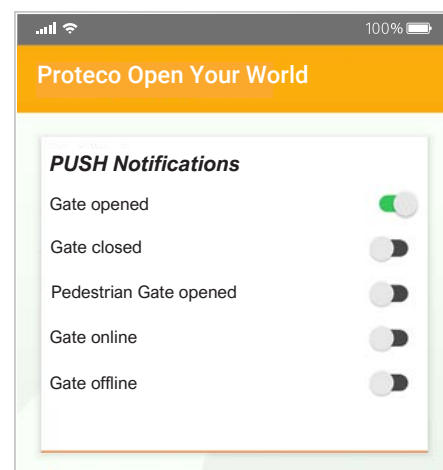 100%
Proteco Open Your World
PUSH Notifications
Gate opened
Gate closed
Pedestrian Gate opened
Gate online
Gate offline